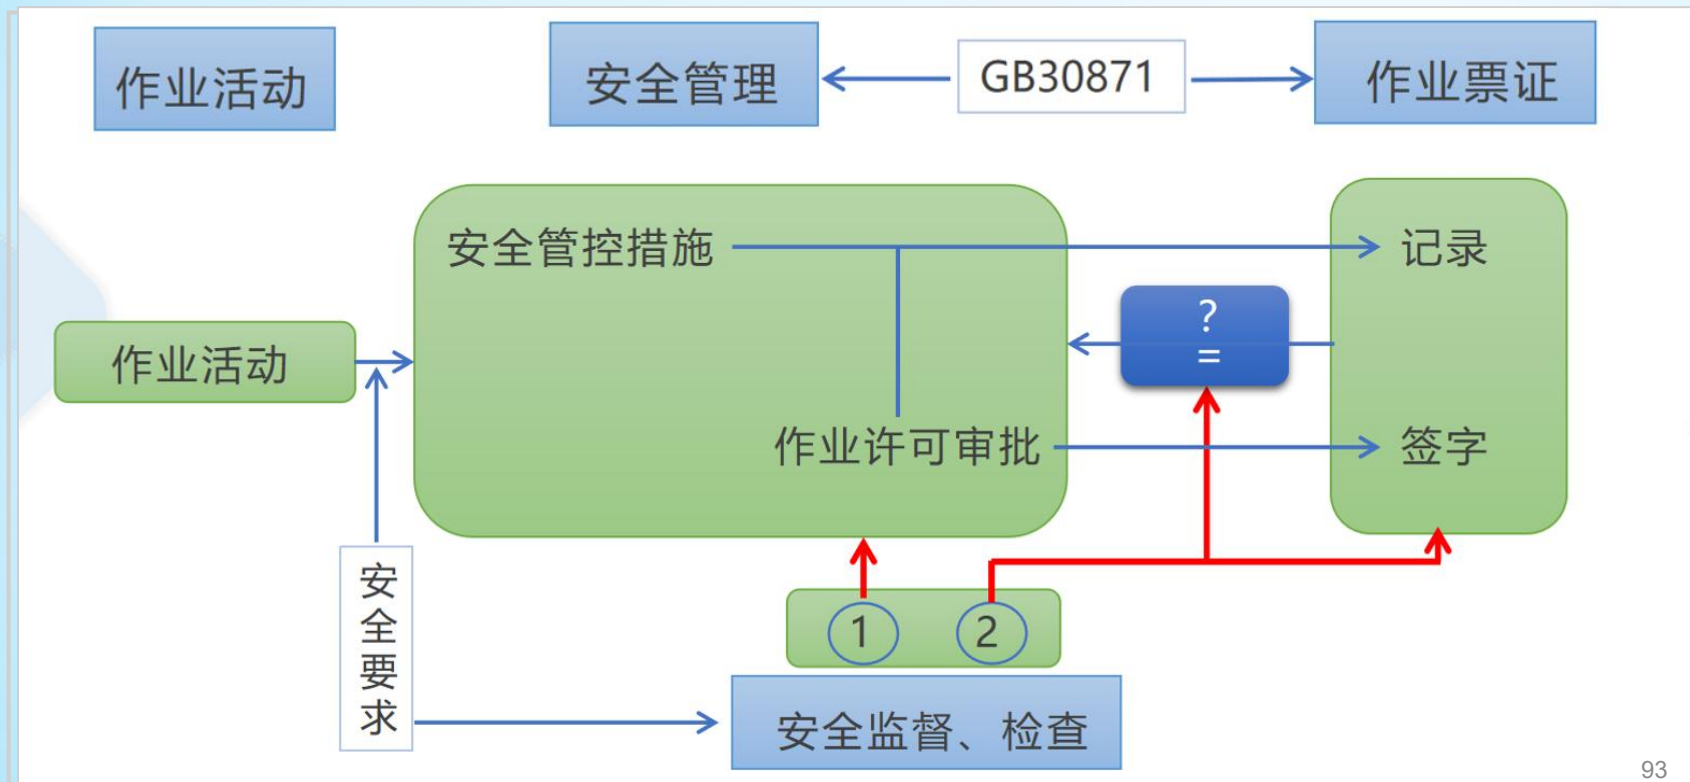 作业活动
安全管理
GB30871
作业票证
安全管控措施
记录
?
=
作业活动
作业许可审批
签字
安全要求
1
2
安全监督、检查
93